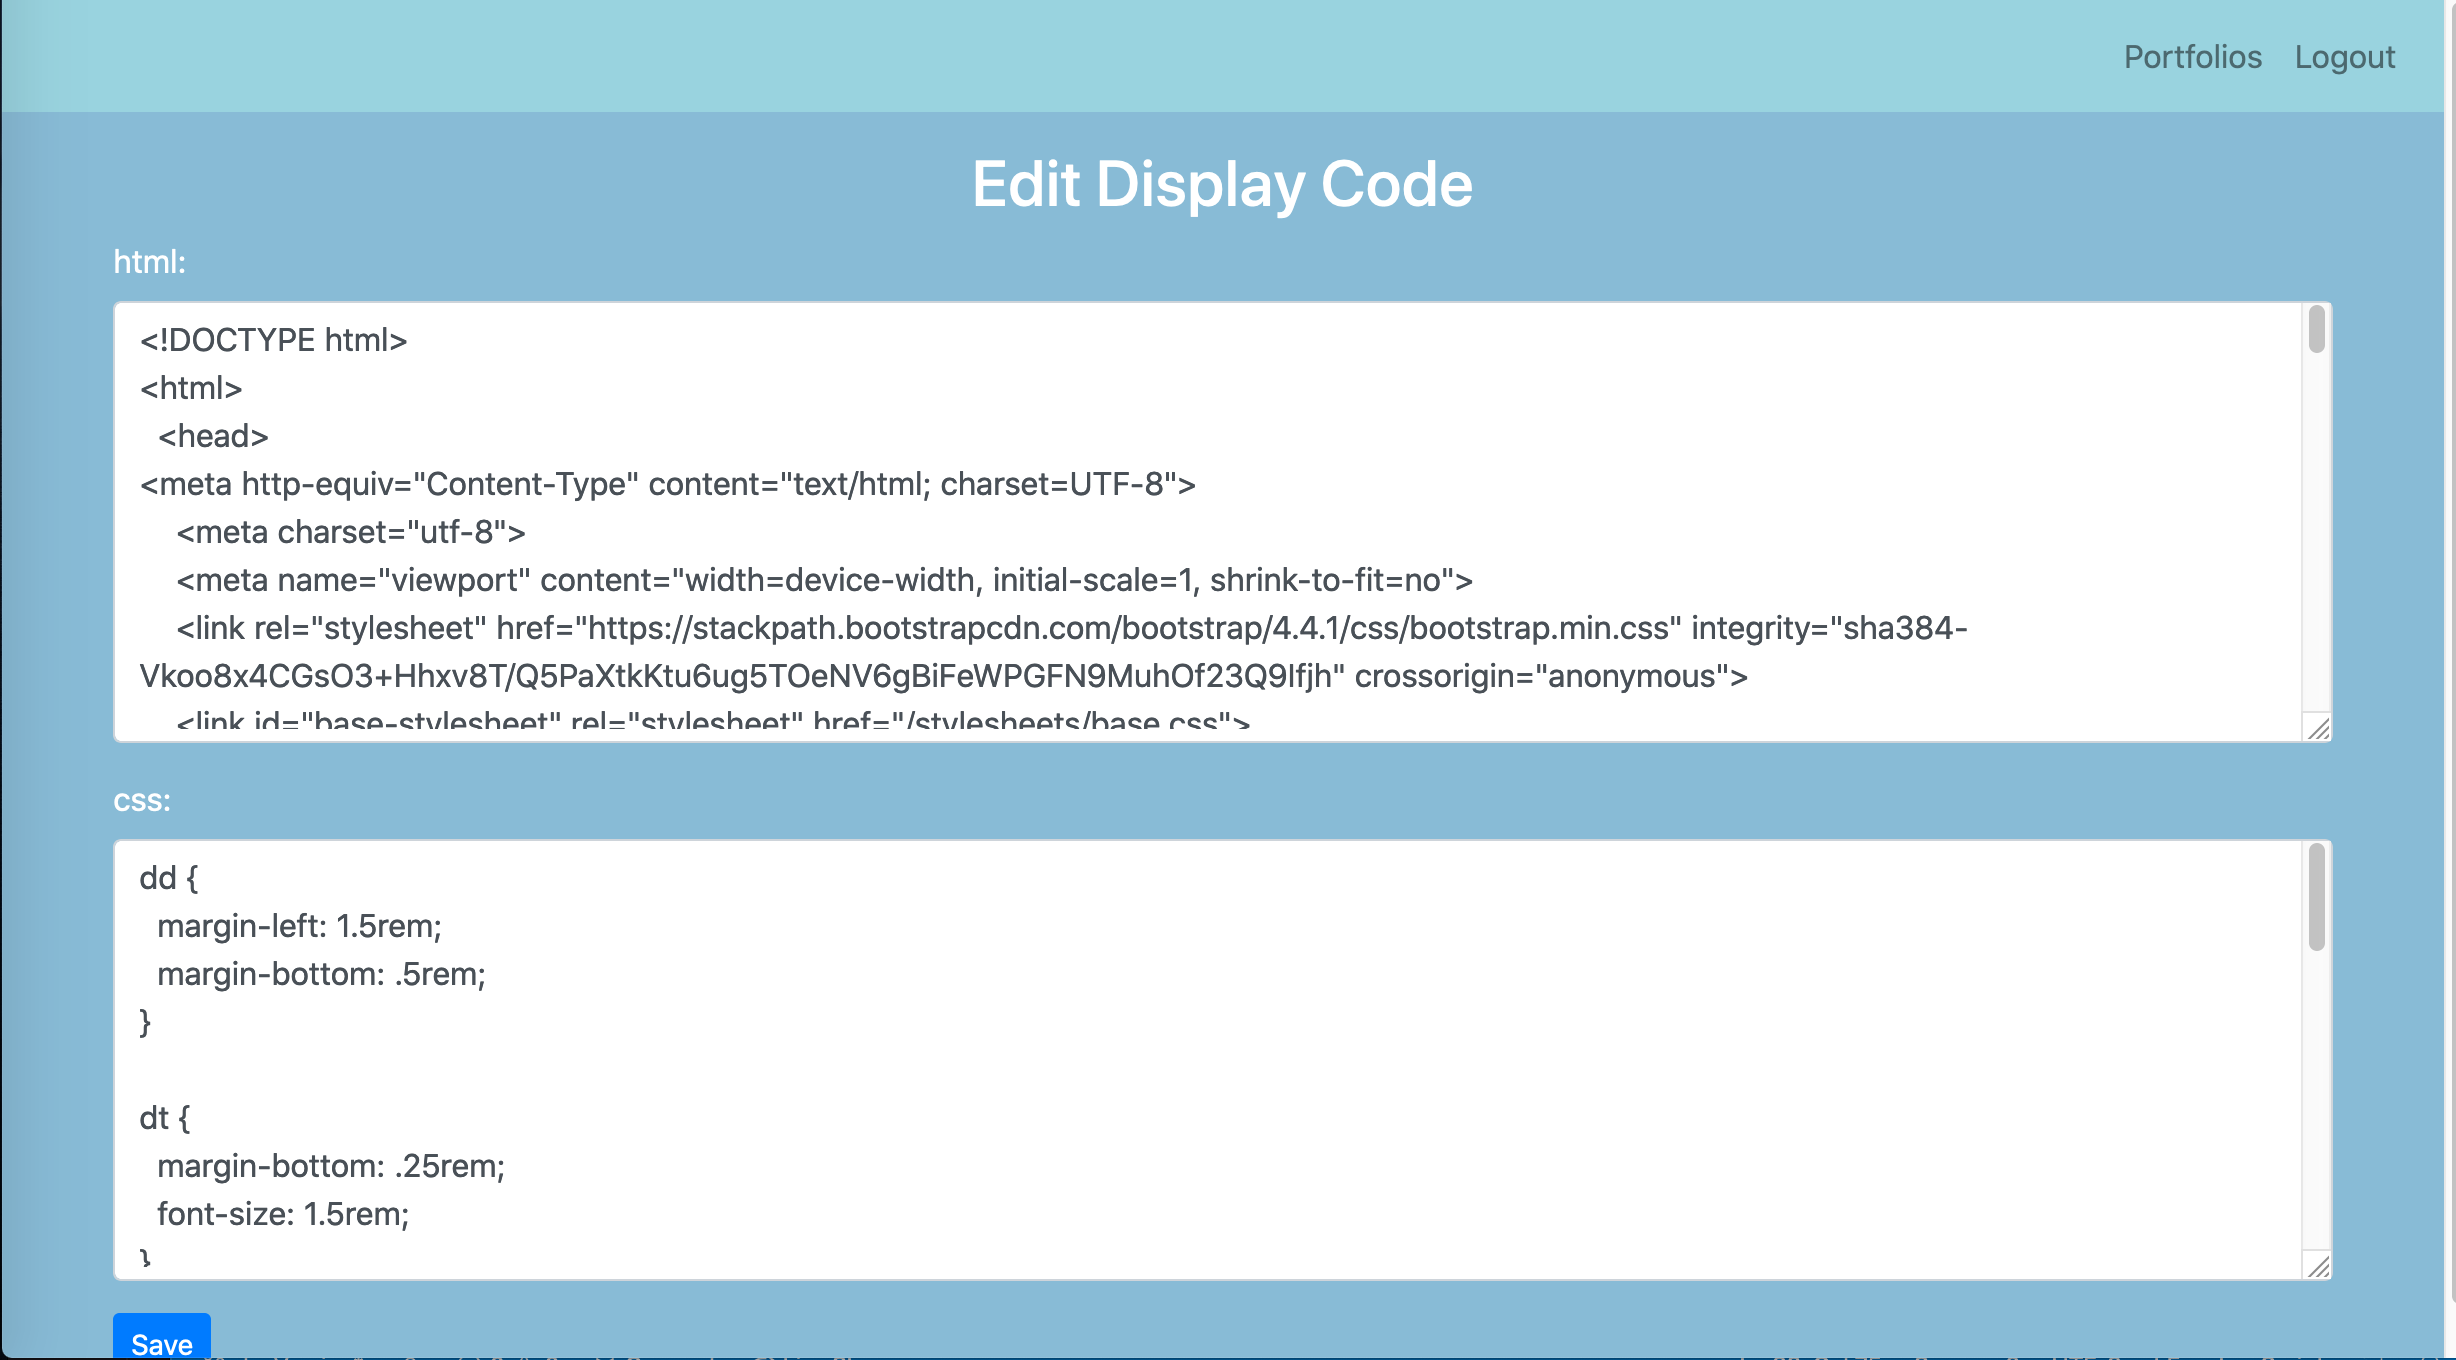 Portfolios Logout
Edit Display Code
html:
<!DOCTYPE html>
<html>
  <head>
<meta http-equiv="Content-Type" content="text/html; charset=UTF-8">
    <meta charset="utf-8">
    <meta name="viewport" content="width=device-width, initial-scale=1, shrink-to-fit=no">
    <link rel="stylesheet" href="https://stackpath.bootstrapcdn.com/bootstrap/4.4.1/css/bootstrap.min.css" integrity="sha384-
Vkoo8x4CGsO3+Hhxv8T/Q5PaXtkKtu6ug5TOeNV6gBiFeWPGFN9MuhOf23Q9Ifjh" crossorigin="anonymous">
    <link id="base-stylesheet" rel="stylesheet" href="/stylesheets/base.css">
css:
dd {
  margin-left: 1.5rem;
  margin-bottom: .5rem;
}
dt {
  margin-bottom: .25rem;
  font-size: 1.5rem;
}
Save